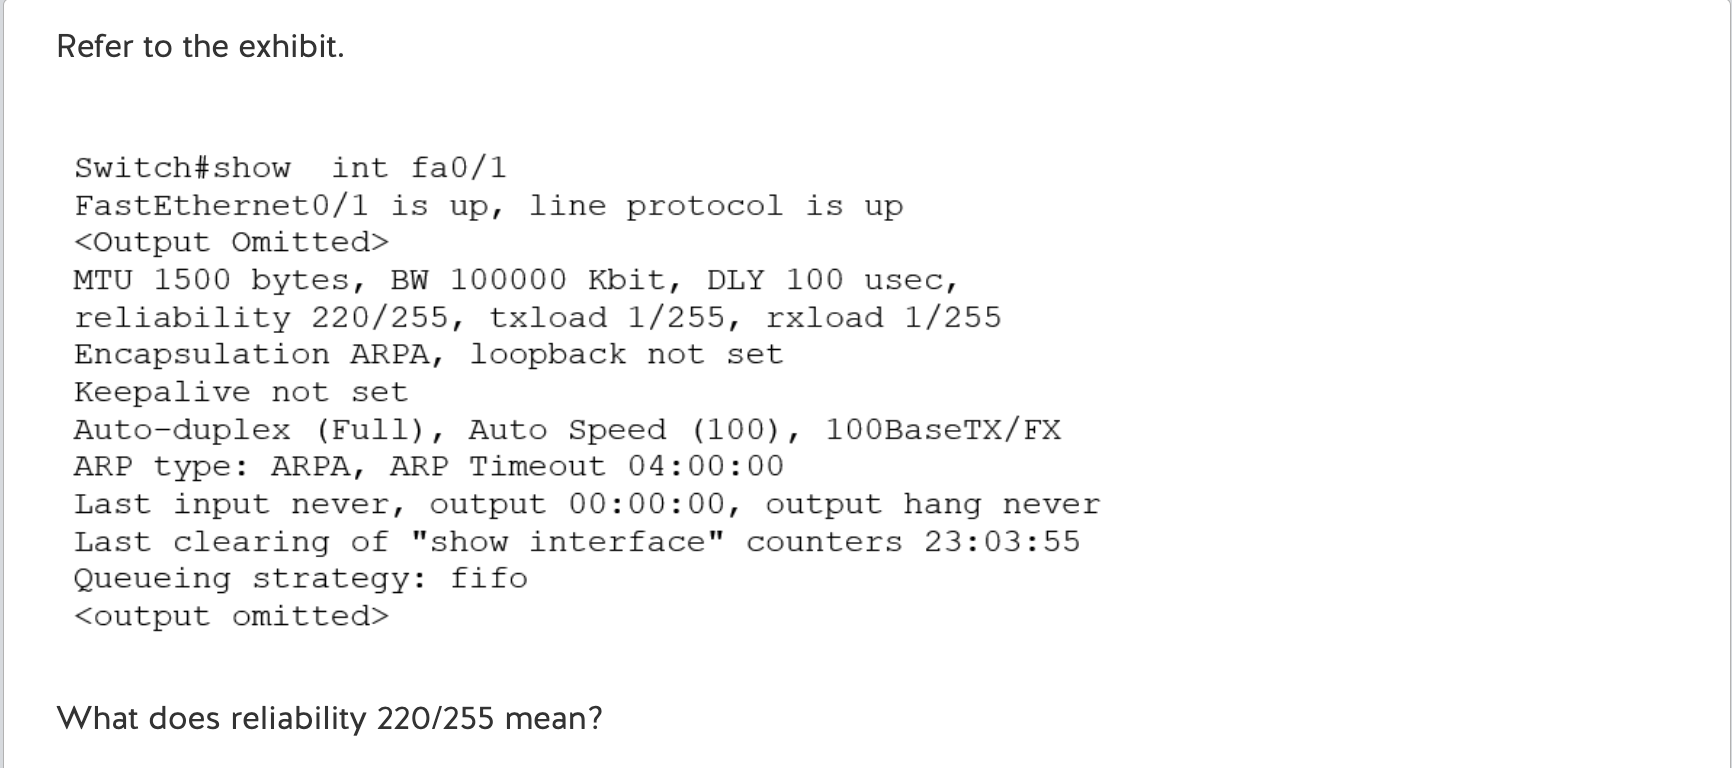 Refer to the exhibit.
Switch#show  int fa0/1
FastEthernet0/1 is up, line protocol is up
<Output Omitted>
MTU 1500 bytes, BW 100000 Kbit, DLY 100 usec,
reliability 220/255, txload 1/255, rxload 1/255
Encapsulation ARPA, loopback not set
Keepalive not set
Auto-duplex (Full), Auto Speed (100), 100BaseTX/FX
ARP type: ARPA, ARP Timeout 04:00:00
Last input never, output 00:00:00, output hang never
Last clearing of "show interface" counters 23:03:55
Queueing strategy: fifo
<output omitted>
What does reliability 220/255 mean?